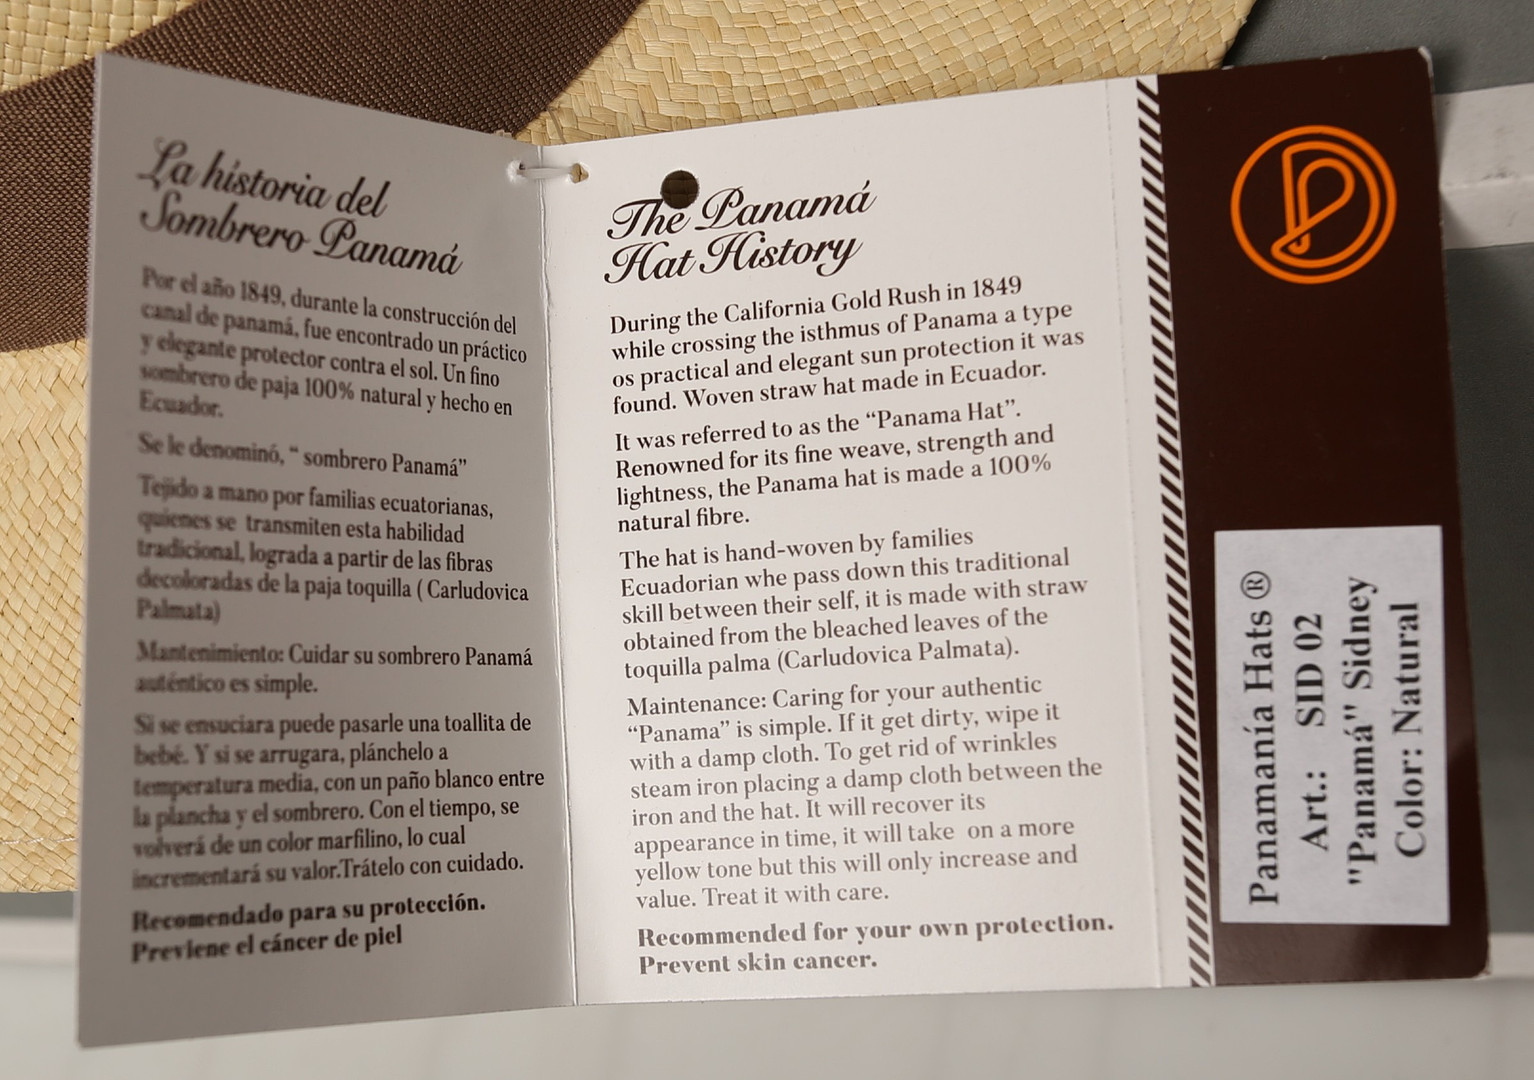 La historia del
Sombrero Panamá
Por el año 1849, durante la construcción del
canal de panamá, fue encontrado un práctico
y elegante protector contra el sol. Un fino
sombrero de paja 100% natural y hecho en
Ecuador.
Se le denominó, “ sombrero Panamá”
Tejido a mano por familias ecuatorianas,
quienes se transmiten esta habilidad
tradicional, lograda a partir de las fibras
decoloradas de la paja toquilla ( Carludovica
Palmata)
Mantenimiento: Cuidar su sombrero Panamá
auténtico es simple.
Si se ensuciara puede pasarle una toallita de
bebé. Y si se arrugara, plánchelo a
temperatura media, con un paño blanco entre
la plancha y el sombrero. Con el tiempo, se
volverá de un color marfilino, lo cual
incrementará su valor.Trátelo con cuidado.
Recomendado para su protección.
Previene el cáncer de piel
The Panamá
Hat History
During the California Gold Rush in 1849
while crossing the isthmus of Panama a type
os practical and elegant sun protection it was
found. Woven straw hat made in Ecuador.
It was referred to as the “Panama Hat”.
Renowned for its fine weave, strength and
lightness, the Panama hat is made a 100%
natural fibre.
The hat is hand-woven by families
Ecuadorian whe pass down this traditional
skill between their self, it is made with straw
obtained from the bleached leaves of the
toquilla palma (Carludovica Palmata).
Maintenance: Caring for your authentic
“Panama” is simple. If it get dirty, wipe it
with a damp cloth. To get rid of wrinkles
steam iron placing a damp cloth between the
iron and the hat. It will recover its
appearance in time, it will take on a more
yellow tone but this will only increase and
value. Treat it with care.
Recommended for your own protection.
Prevent skin cancer.
Panamanía Hats ®
Art.: SID 02
"Panamá" Sidney
Color: Natural